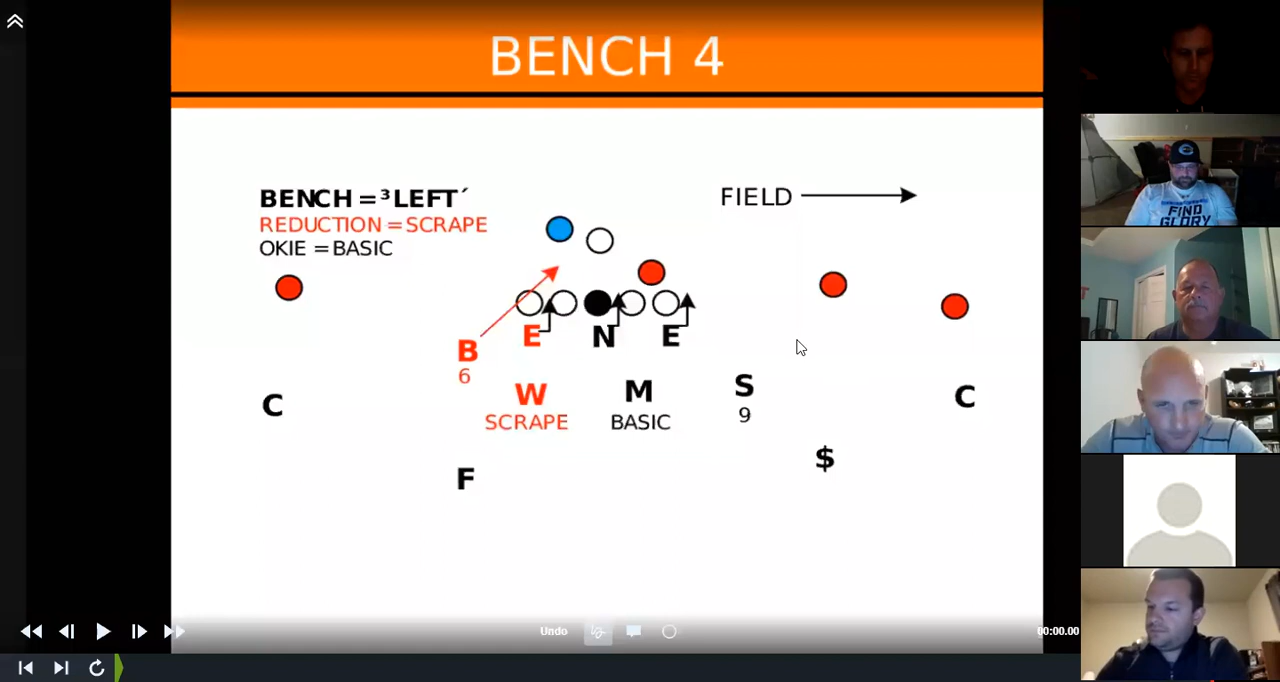 BENCH 4
BENCH = ³LEFT´
REDUCTION = SCRAPE
OKIE = BASIC
FIELD
E N E
B
6
W M S
SCRAPE BASIC 9
C C
F $
FIND
GLORY
Undo
00:00.00